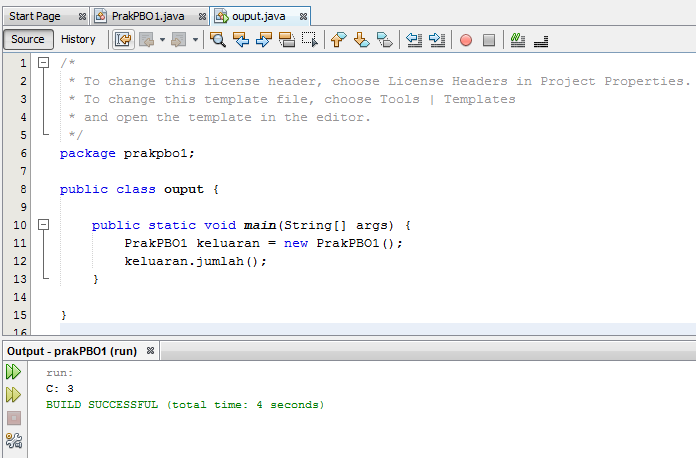 Start Page PrakPBO1.java ouput.java
Source History
1 /*
2 * To change this license header, choose License Headers in Project Properties.
3 * To change this template file, choose Tools | Templates
4 * and open the template in the editor.
5 */
6 package prakpbo1;
7
8 public class ouput {
9
10 public static void main(String[] args) {
11 PrakPBO1 keluaran = new PrakPBO1();
12 keluaran.jumlah();
13 }
14
15 }
16
Output - prakPBO1 (run)
run:
C: 3
BUILD SUCCESSFUL (total time: 4 seconds)